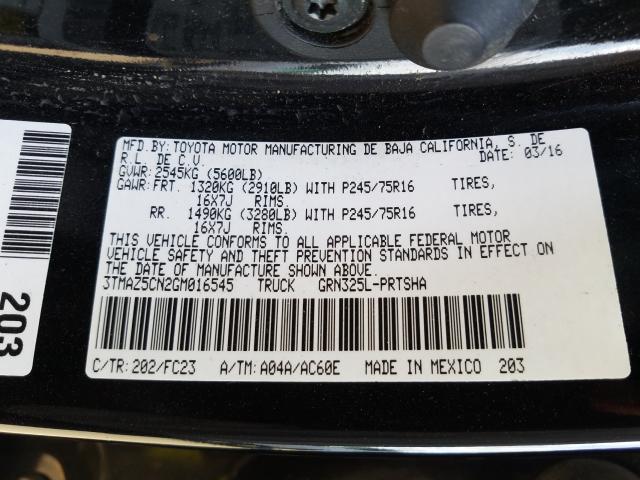 MFD.BY:TOYOTA MOTOR MANUFACTURING DE BAJA CALIFORNIA, S. DE
R.L. DE C.V. DATE: 03/16
GVWR:2545KG (5600LB)
GAWR:FRT. 1320KG (2910LB) WITH P245/75R16 TIRES,
16X7J RIMS.
RR. 1490KG (3280LB) WITH P245/75R16 TIRES,
16X7J RIMS.
THIS VEHICLE CONFORMS TO ALL APPLICABLE FEDERAL MOTOR
VEHICLE SAFETY AND THEFT PREVENTION STANDARDS IN EFFECT ON
THE DATE OF MANUFACTURE SHOWN ABOVE.
3TMAZ5CN2GM016545 TRUCK GRN325L-PRTSHA
C/TR:202/FC23 A/TM:A04A/AC60E MADE IN MEXICO 203
203